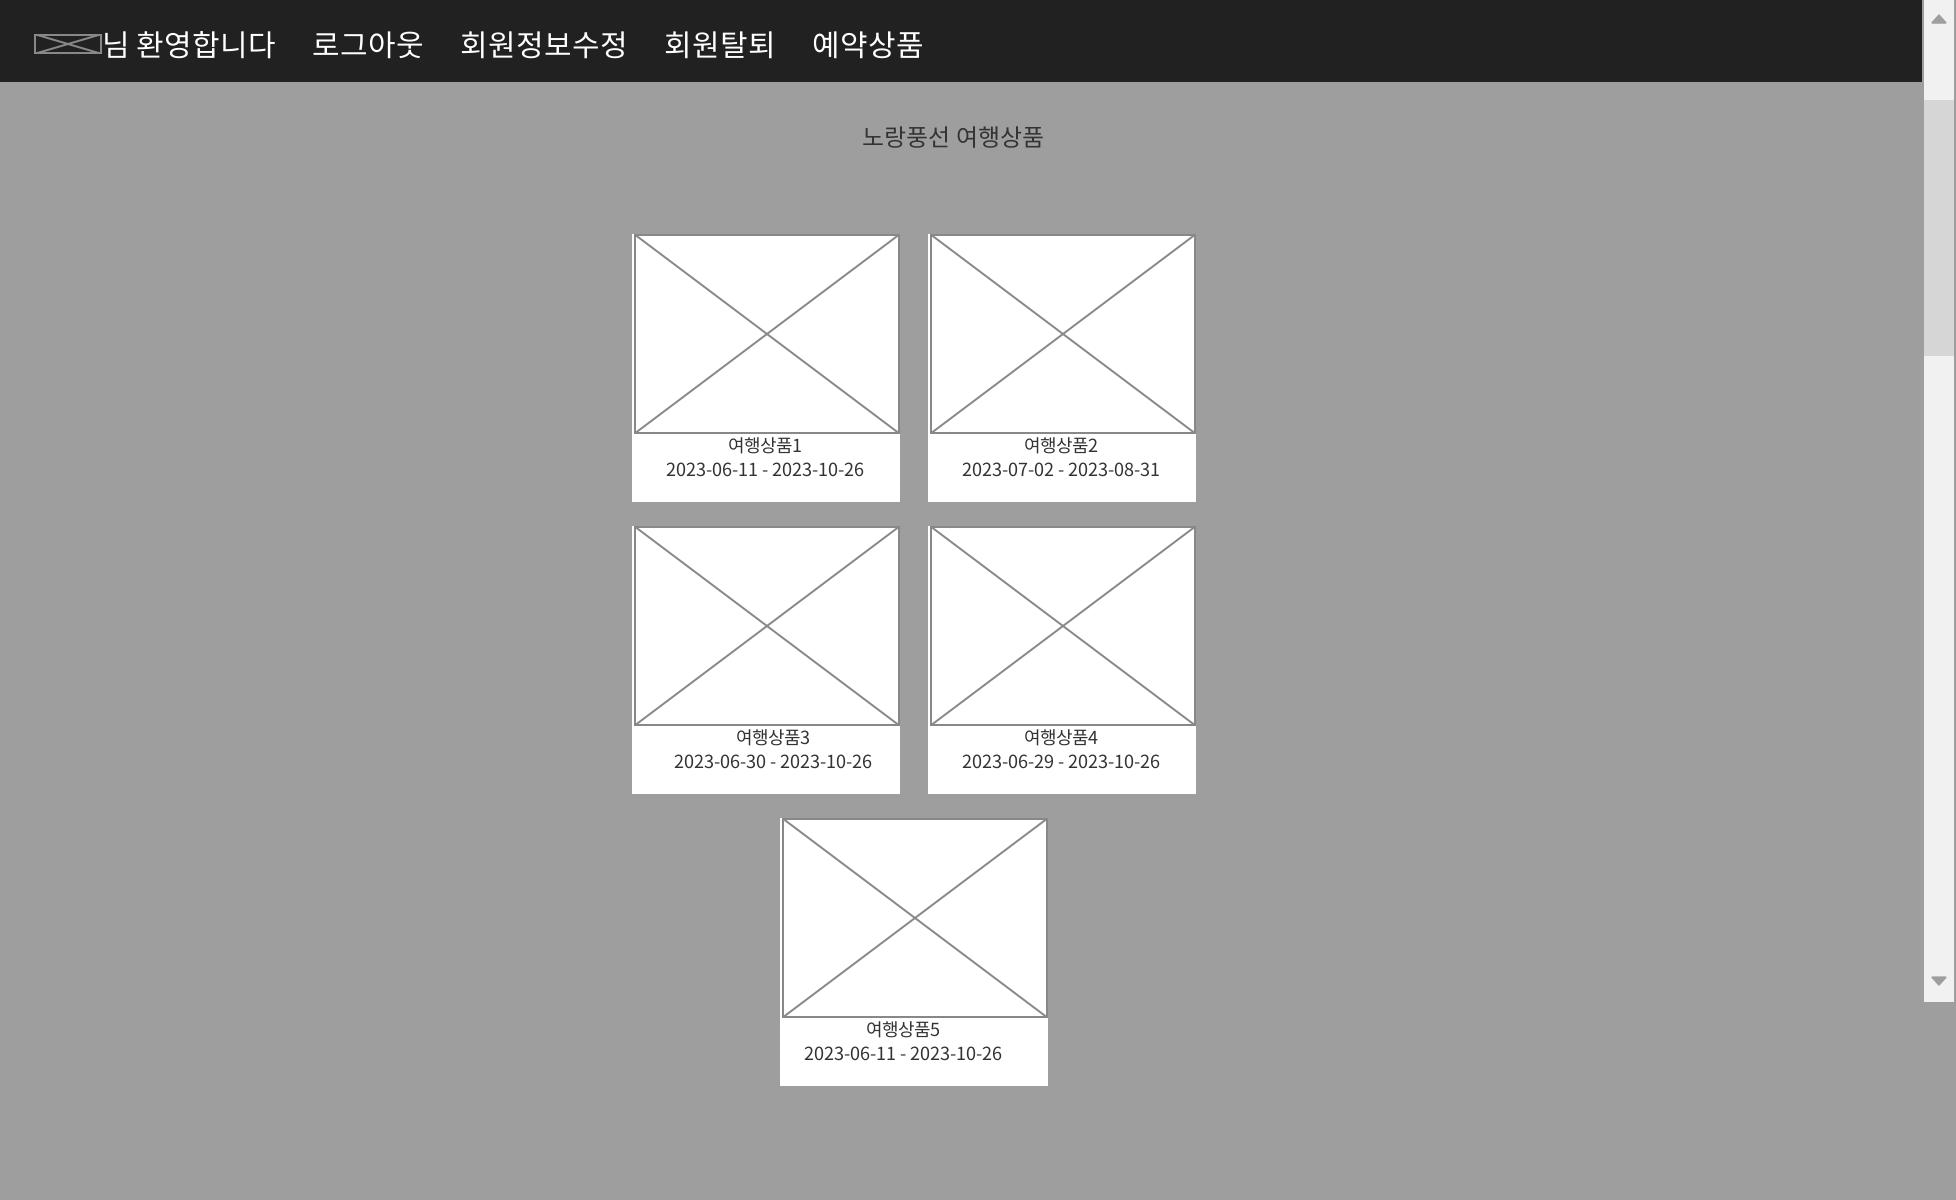 님 환영합니다 로그아웃 회원정보수정 회원탈퇴 예약상품
노랑풍선 여행상품
여행상품1
2023-06-11 - 2023-10-26
여행상품2
2023-07-02 - 2023-08-31
여행상품3
2023-06-30 - 2023-10-26
여행상품4
2023-06-29 - 2023-10-26
여행상품5
2023-06-11 - 2023-10-26